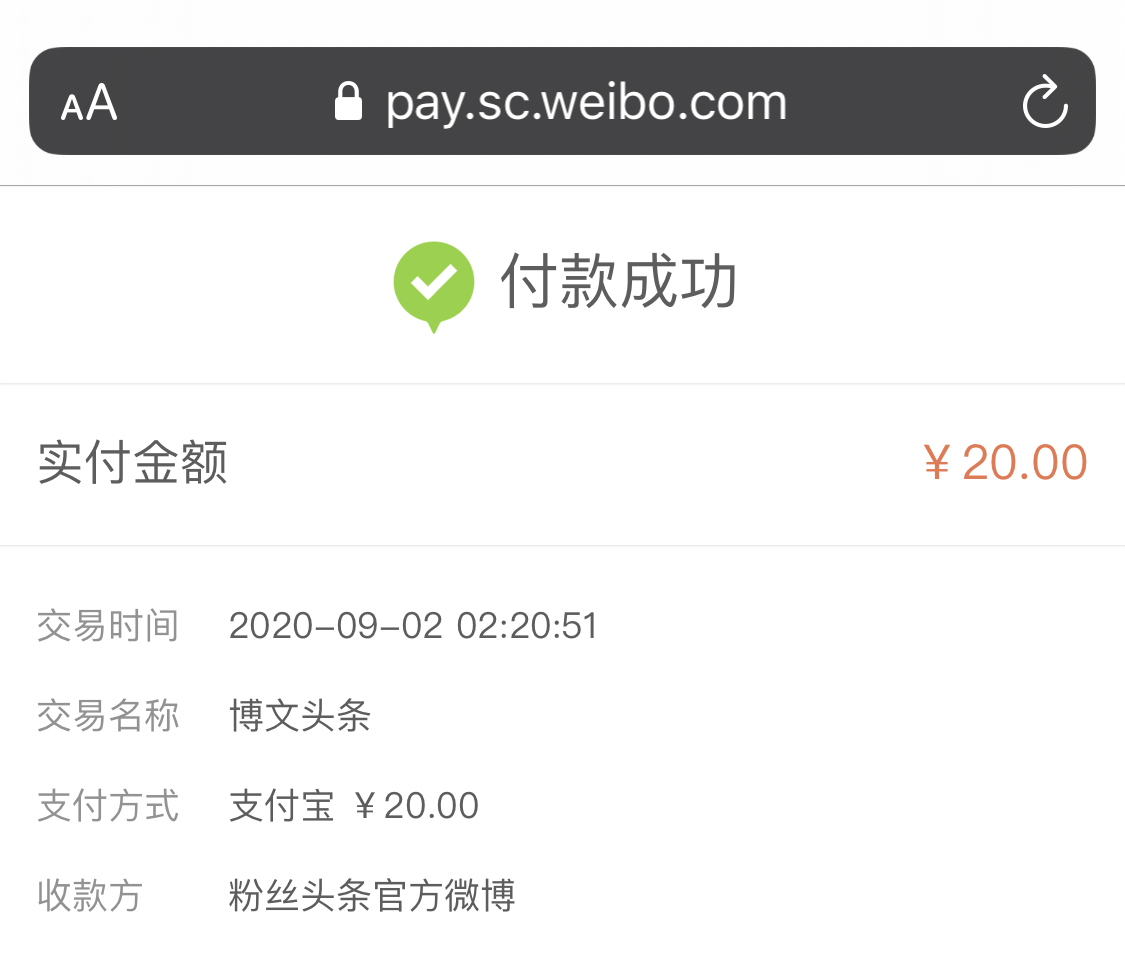 AA pay.sc.weibo.com
付款成功
实付金额 ¥ 20.00
交易时间 2020-09-02 02:20:51
交易名称 博文头条
支付方式 支付宝 ¥ 20.00
收款方 粉丝头条官方微博